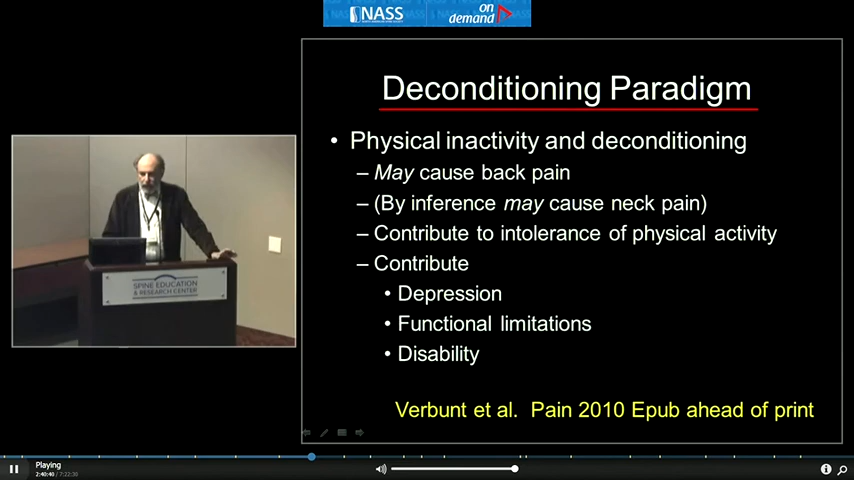 NASS
on
demand
Deconditioning Paradigm
• Physical inactivity and deconditioning
– May cause back pain
– (By inference may cause neck pain)
– Contribute to intolerance of physical activity
– Contribute
• Depression
• Functional limitations
• Disability
Verbunt et al. Pain 2010 Epub ahead of print
SPINE EDUCATION
& RESEARCH CENTER
Playing
2:40:40 / 7:22:38